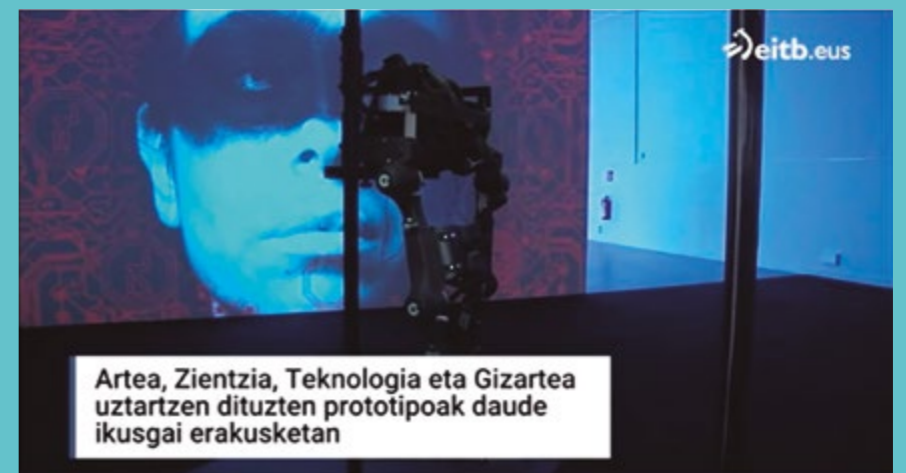 eitb.eus
Artea, Zientzia, Teknologia eta Gizartea
uztartzen dituzten prototipoak daude
ikusgai erakusketan